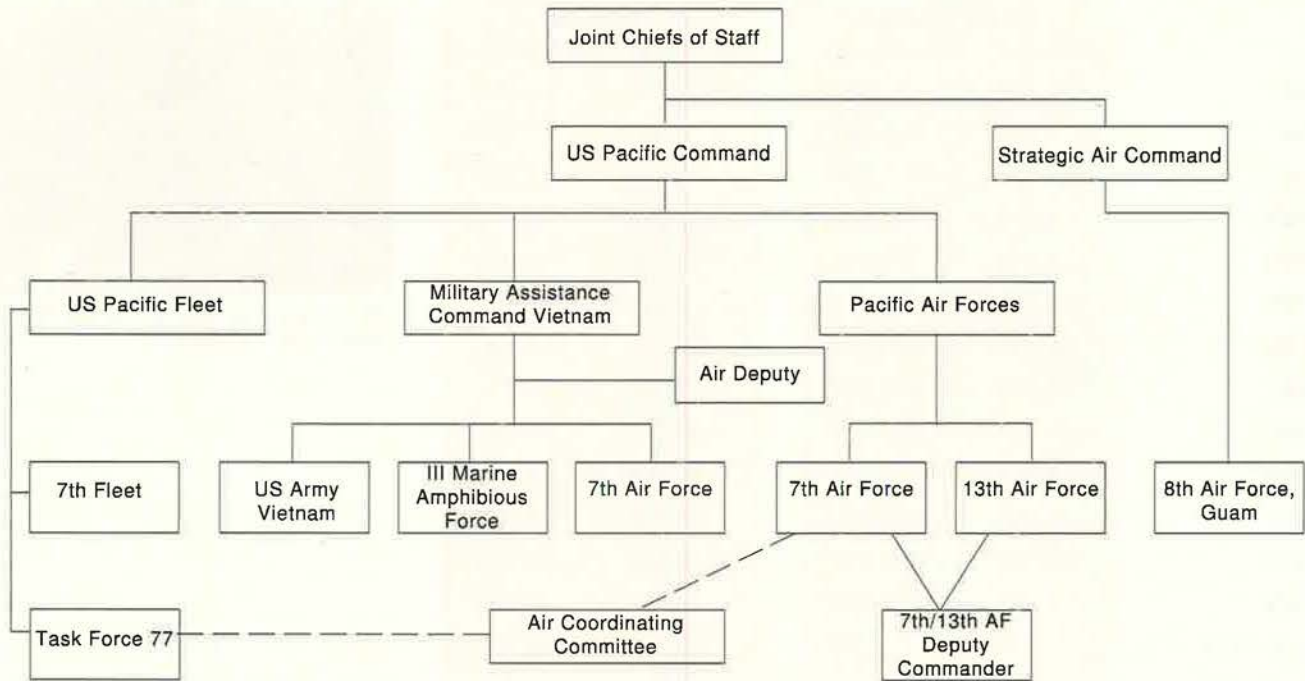 Joint Chiefs of Staff
US Pacific Command
Strategic Air Command
US Pacific Fleet
Military Assistance
Command Vietnam
Pacific Air Forces
Air Deputy
7th Fleet
US Army
Vietnam
III Marine
Amphibious
Force
7th Air Force
7th Air Force
13th Air Force
8th Air Force,
Guam
Task Force 77
Air Coordinating
Committee
7th/13th AF
Deputy
Commander